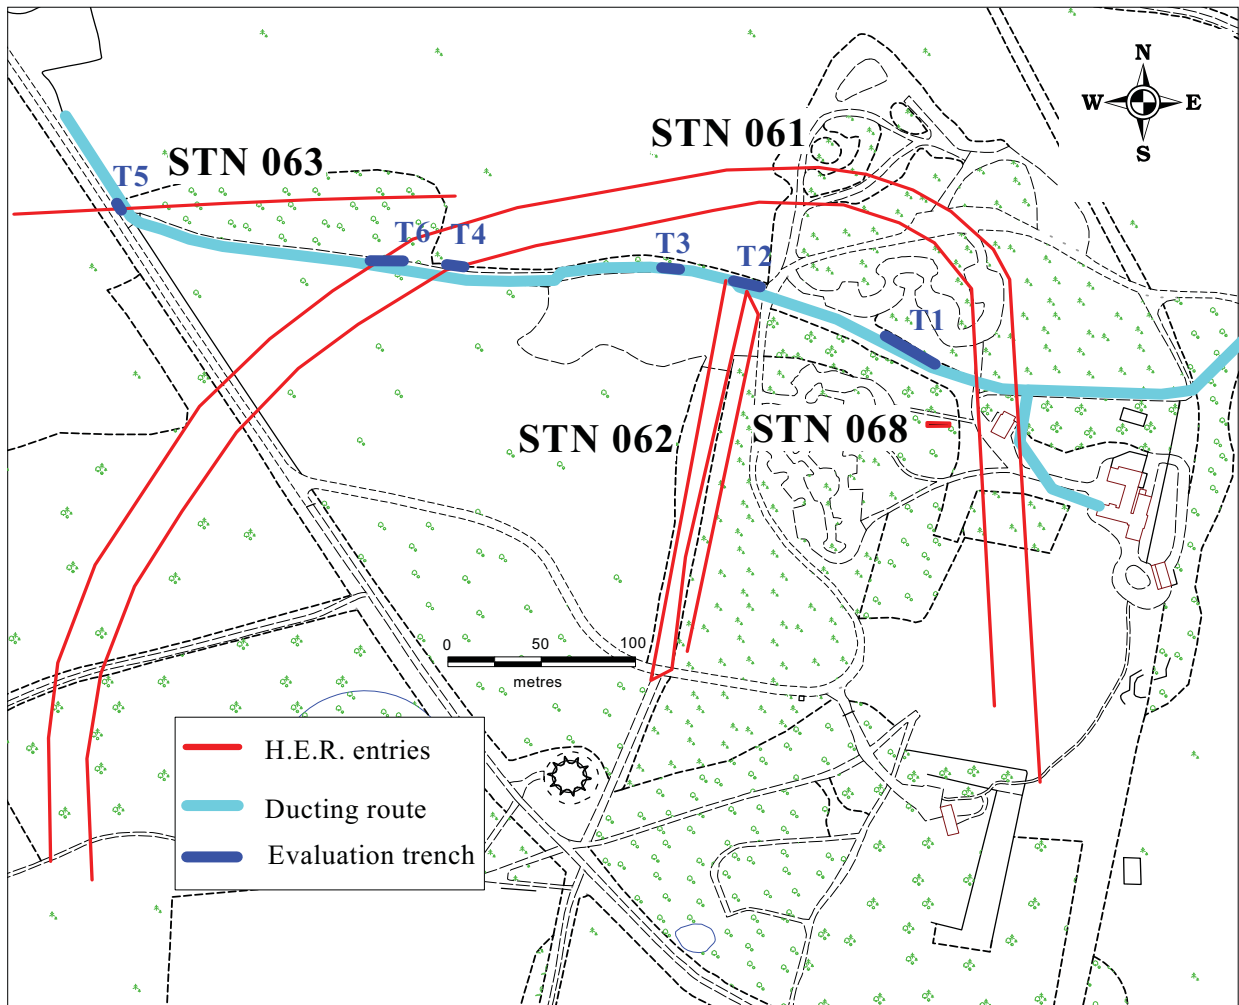 N
W E
S
STN 061
STN 063
T5
T6
T4
T3
T2
T1
STN 062
STN 068
0 50 100
metres
H.E.R. entries
Ducting route
Evaluation trench